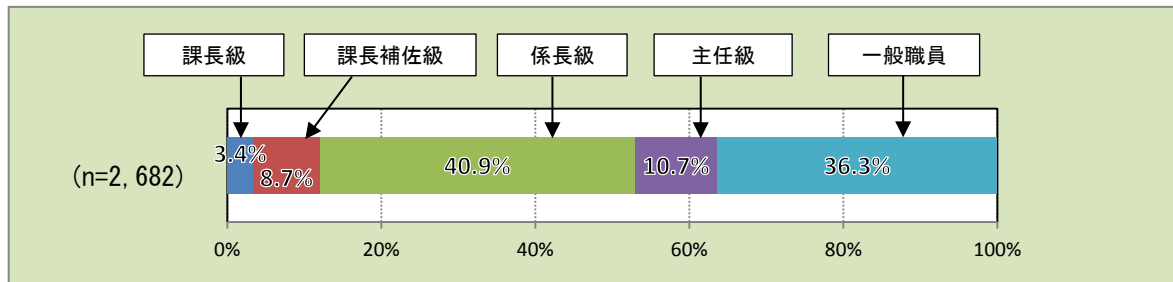 課長級 課長補佐級 係長級 主任級 一般職員
(n=2,682) 3.4% 8.7% 40.9% 10.7% 36.3%
0% 20% 40% 60% 80% 100%